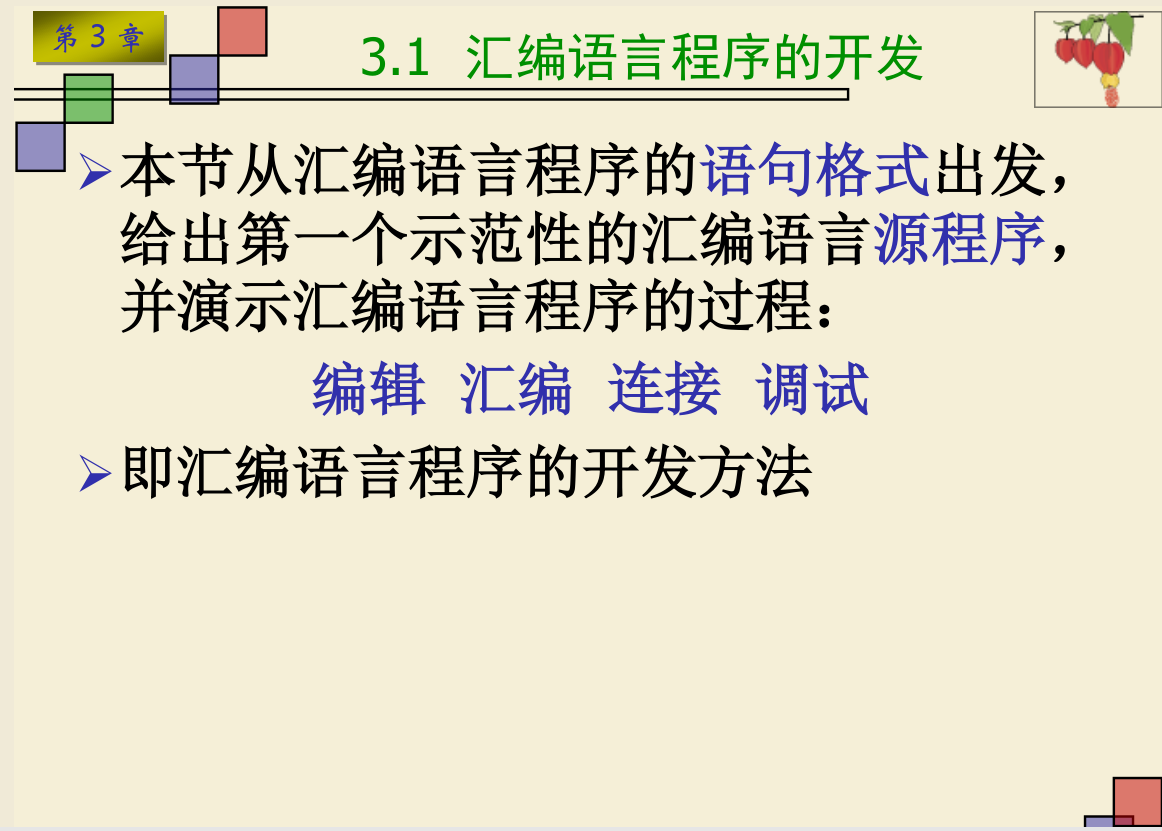 第 3 章
3.1 汇编语言程序的开发
本节从汇编语言程序的语句格式出发，
给出第一个示范性的汇编语言源程序，
并演示汇编语言程序的过程：
编辑 汇编 连接 调试
即汇编语言程序的开发方法